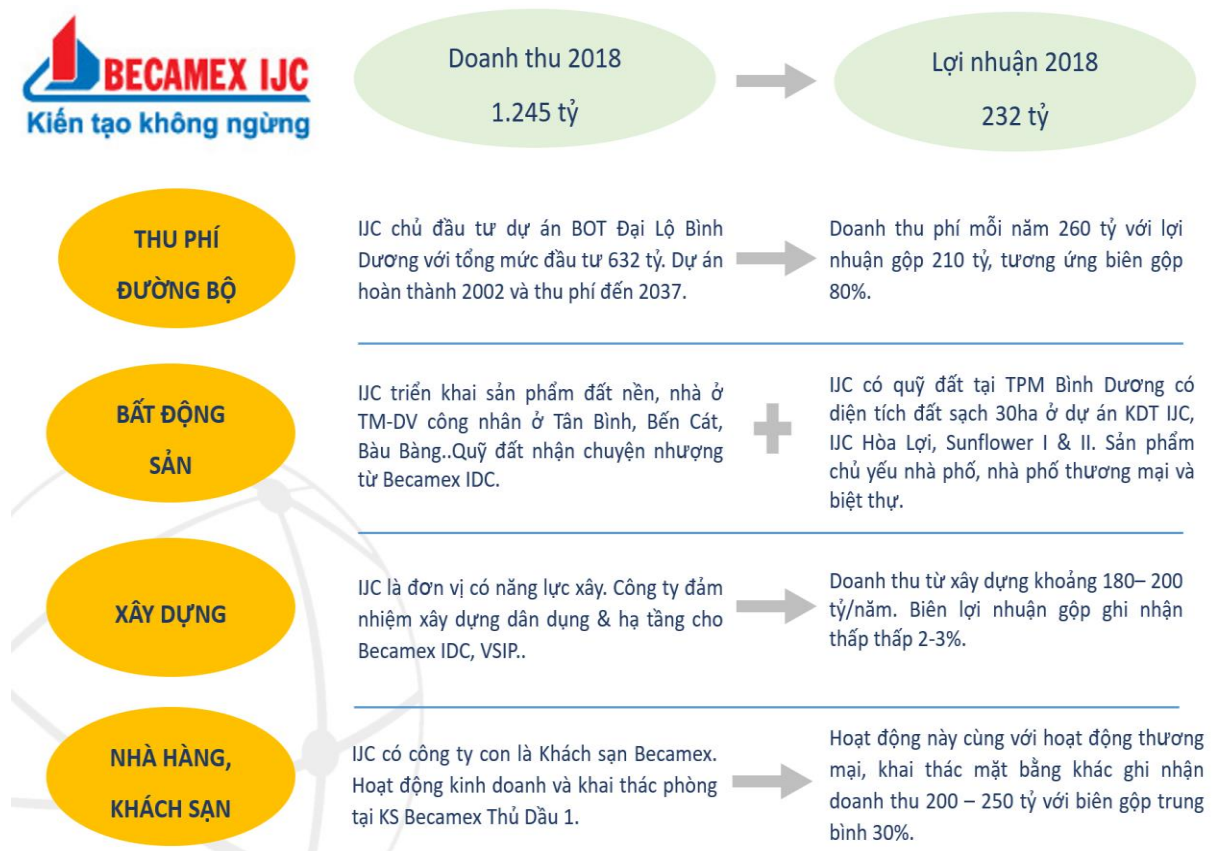 BECAMEX IJC
Kiến tạo không ngừng
Doanh thu 2018
1.245 tỷ
Lợi nhuận 2018
232 tỷ
THU PHÍ
ĐƯỜNG BỘ
IJC chủ đầu tư dự án BOT Đại Lộ Bình
Dương với tổng mức đầu tư 632 tỷ. Dự án
hoàn thành 2002 và thu phí đến 2037.
Doanh thu phí mỗi năm 260 tỷ với lợi
nhuận gộp 210 tỷ, tương ứng biên gộp
80%.
BẤT ĐỘNG
SẢN
IJC triển khai sản phẩm đất nền, nhà ở
TM-DV công nhân ở Tân Bình, Bến Cát,
Bàu Bàng..Quỹ đất nhận chuyện nhượng
từ Becamex IDC.
IJC có quỹ đất tại TPM Bình Dương có
diện tích đất sạch 30ha ở dự án KDT IJC,
IJC Hòa Lợi, Sunflower I & II. Sản phẩm
chủ yếu nhà phố, nhà phố thương mại và
biệt thự.
XÂY DỰNG
IJC là đơn vị có năng lực xây. Công ty đảm
nhiệm xây dựng dân dụng & hạ tầng cho
Becamex IDC, VSIP..
Doanh thu từ xây dựng khoảng 180– 200
tỷ/năm. Biên lợi nhuận gộp ghi nhận
thấp thấp 2-3%.
NHÀ HÀNG,
KHÁCH SẠN
IJC có công ty con là Khách sạn Becamex.
Hoạt động kinh doanh và khai thác phòng
tại KS Becamex Thủ Dầu 1.
Hoạt động này cùng với hoạt động thương
mại, khai thác mặt bằng khác ghi nhận
doanh thu 200 – 250 tỷ với biên gộp trung
bình 30%.